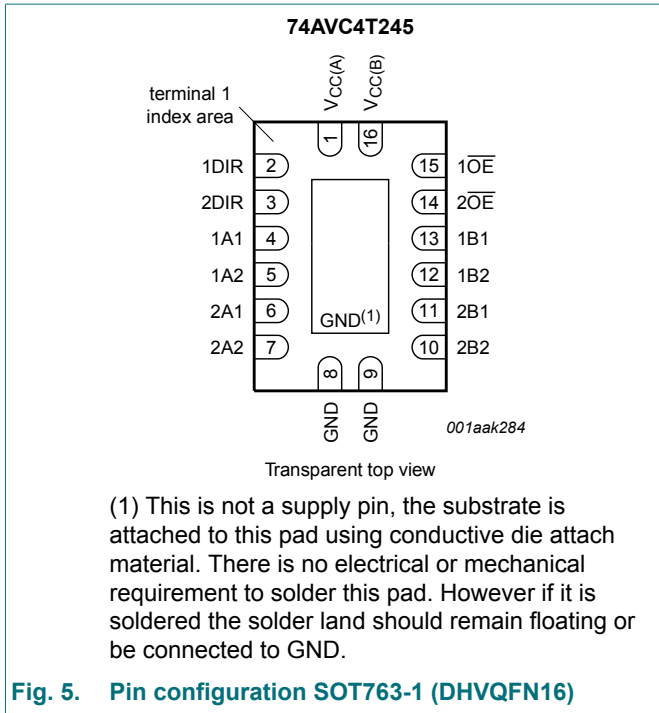 74AVC4T245
terminal 1
index area
VCC(A)
VCC(B)
1
16
1DIR 2 15 1O̅E̅
2DIR 3 14 2O̅E̅
1A1 4 13 1B1
1A2 5 12 1B2
2A1 6 11 2B1
2A2 7 10 2B2
GND(1)
8
9
GND
GND
001aak284
Transparent top view
(1) This is not a supply pin, the substrate is
attached to this pad using conductive die attach
material. There is no electrical or mechanical
requirement to solder this pad. However if it is
soldered the solder land should remain floating or
be connected to GND.
Fig. 5. Pin configuration SOT763-1 (DHVQFN16)